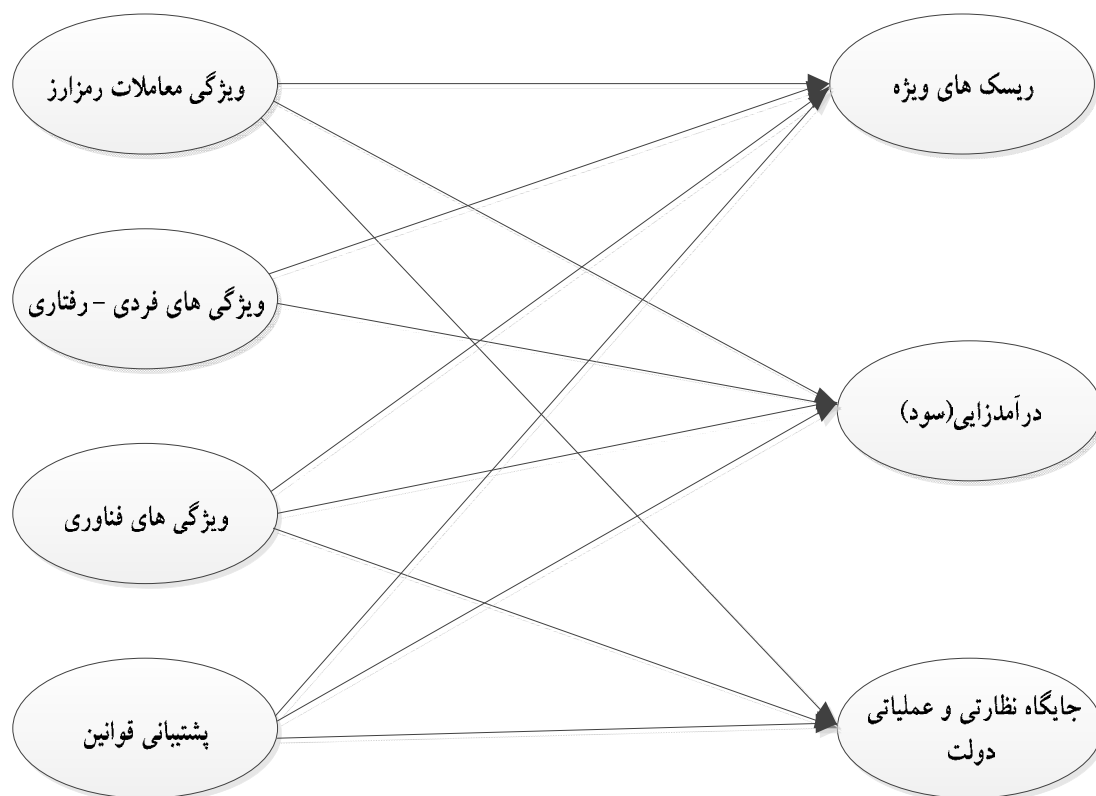 ویژگی معاملات رمزارز
ریسک های ویژه
ویژگی های فردی - رفتاری
درآمدزایی(سود)
ویژگی های فناوری
پشتیبانی قوانین
جایگاه نظارتی و عملیاتی
دولت